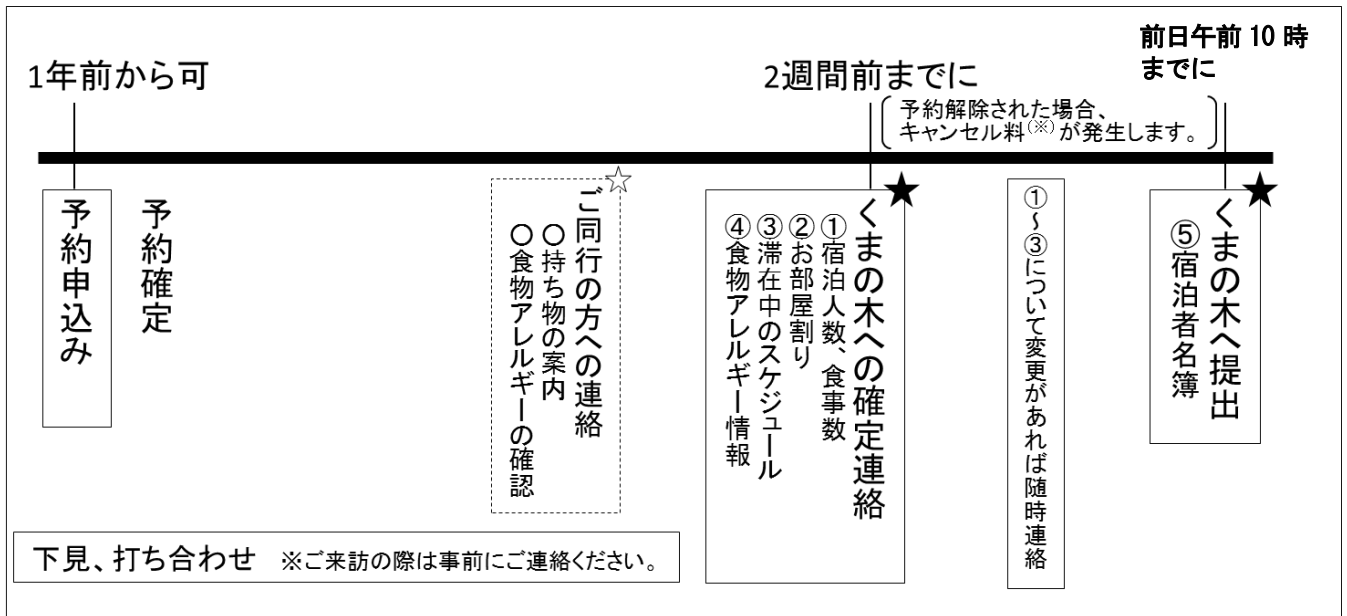 1年前から可
2週間前までに
前日午前 10 時
までに
予約解除された場合、
キャンセル料(※)が発生します。
予約申込み
予約確定
☆
ご同行の方への連絡
○持ち物の案内
○食物アレルギーの確認
★
くまの木への確定連絡
①宿泊人数、食事数
②お部屋割り
③滞在中のスケジュール
④食物アレルギー情報
①~③について変更があれば随時連絡
★
くまの木へ提出
⑤宿泊者名簿
下見、打ち合わせ ※ご来訪の際は事前にご連絡ください。